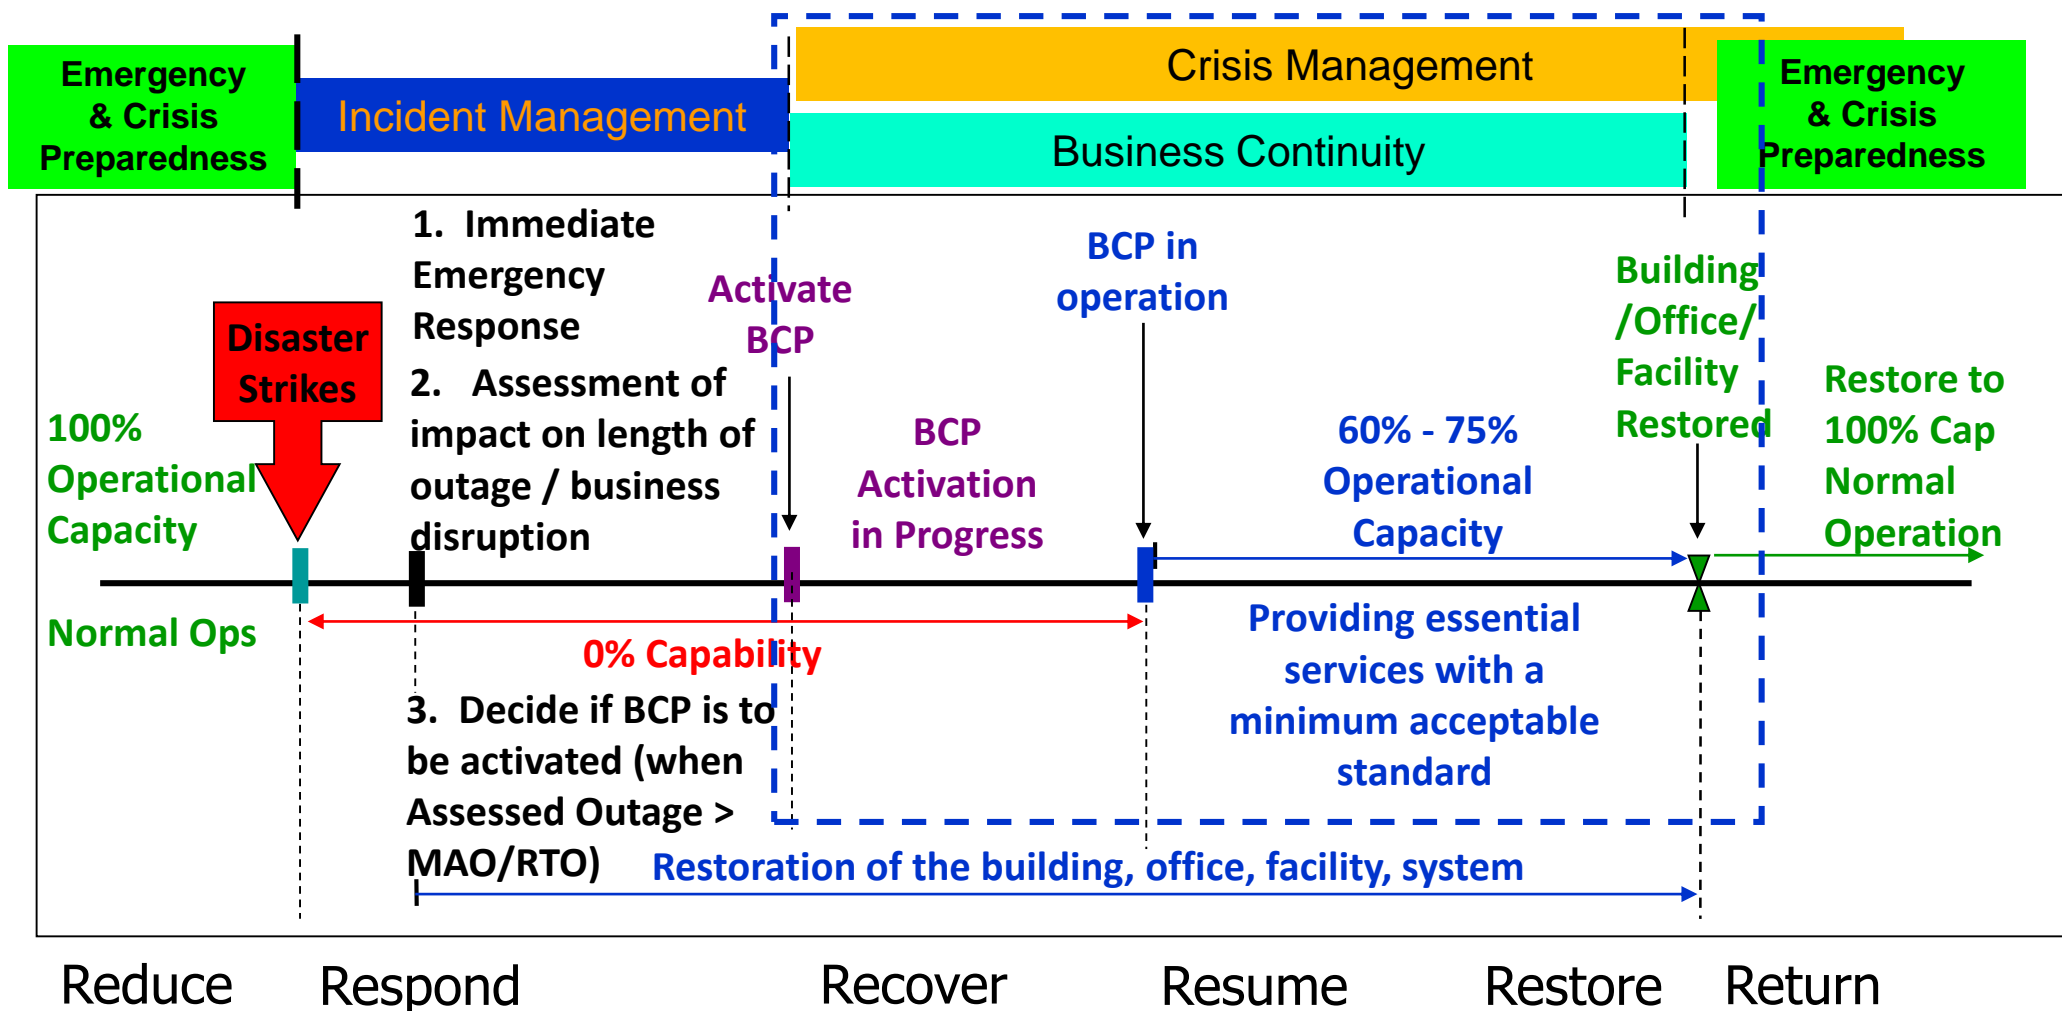 Emergency
& Crisis
Preparedness
Incident Management
Crisis Management
Business Continuity
Emergency
& Crisis
Preparedness
1. Immediate
Emergency
Response
2. Assessment of
impact on length of
outage / business
disruption
Disaster
Strikes
100%
Operational
Capacity
Normal Ops
Activate
BCP
BCP in
operation
BCP
Activation
in Progress
60% - 75%
Operational
Capacity
Building
/Office/
Facility
Restored
Restore to
100% Cap
Normal
Operation
0% Capability
Providing essential
services with a
minimum acceptable
standard
3. Decide if BCP is to
be activated (when
Assessed Outage >
MAO/RTO)
Restoration of the building, office, facility, system
Reduce
Respond
Recover
Resume
Restore
Return